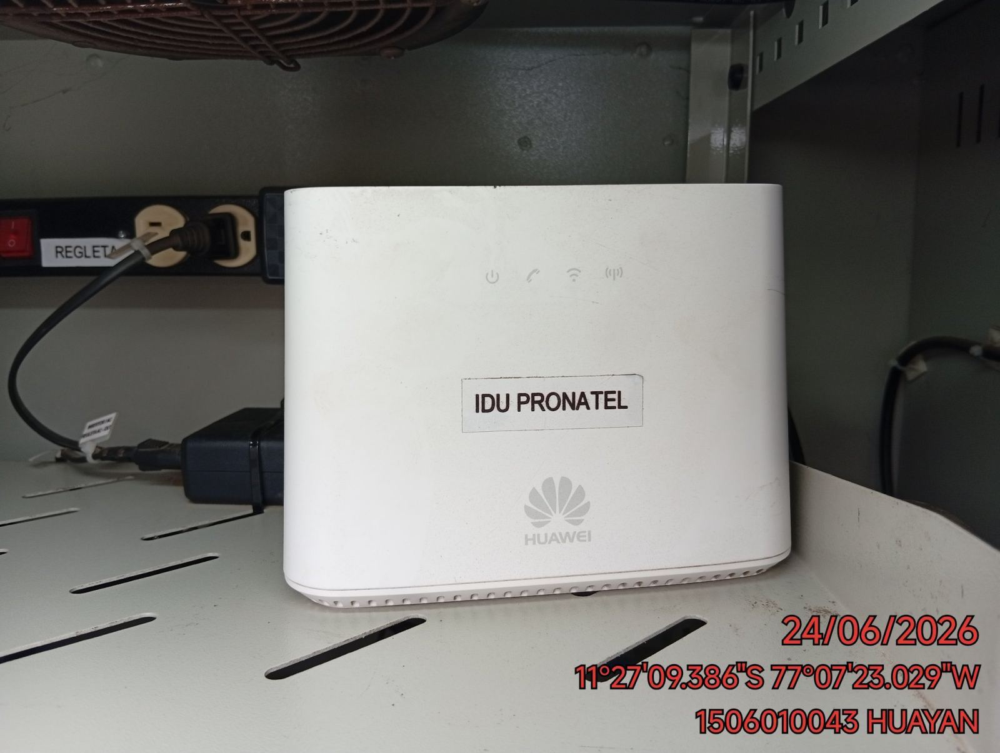 REGLETA
IDU PRONATEL
HUAWEI
24/06/2026
11°27'09.386"S 77°07'23.029"W
1506010043 HUAYAN